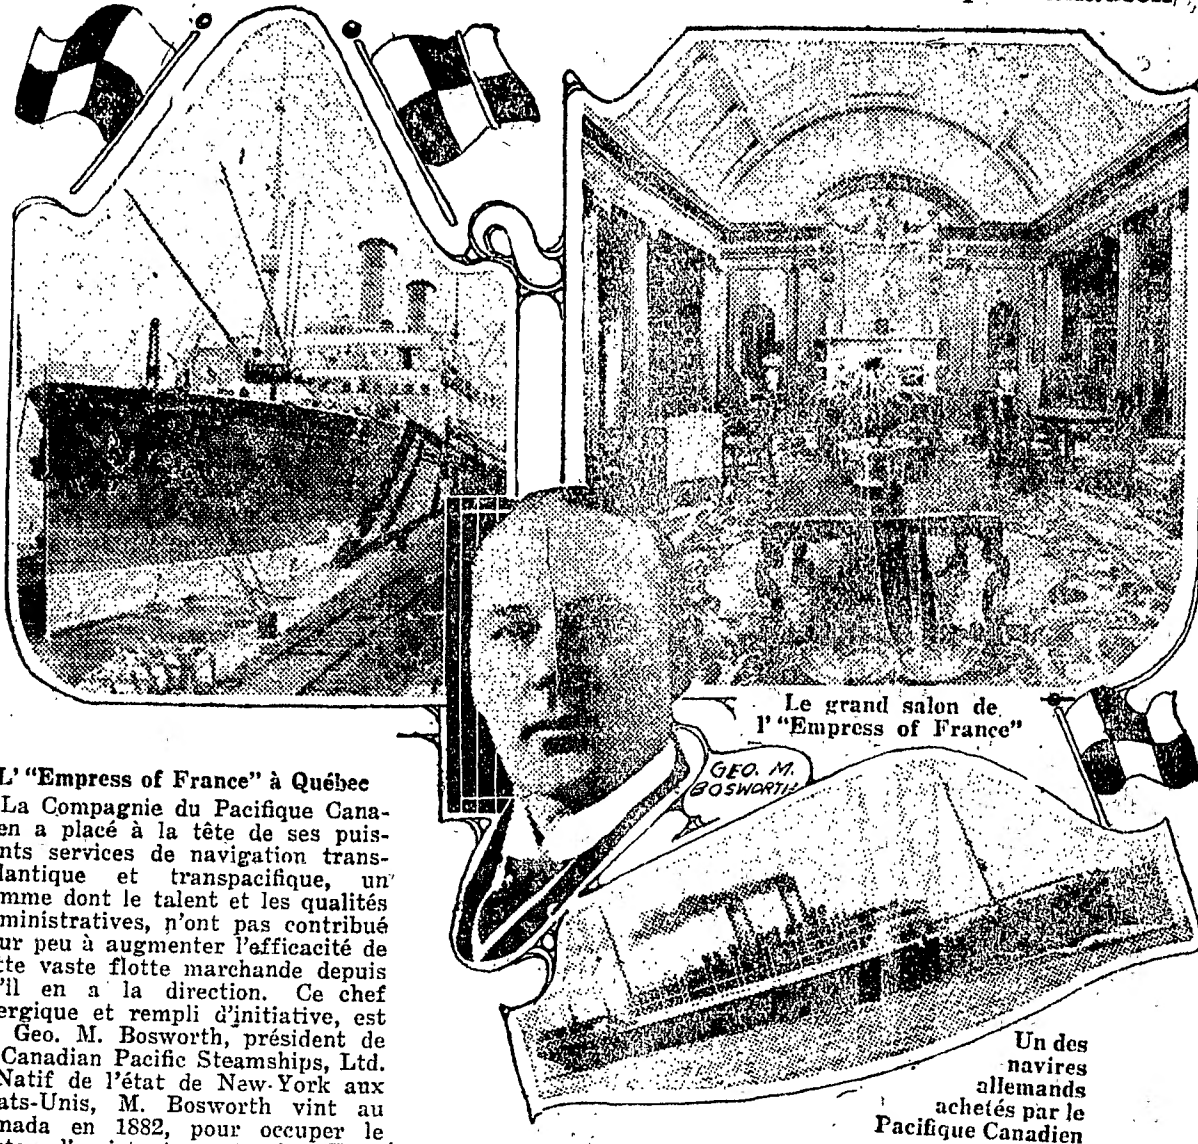 Le grand salon de
l' "Empress of France"
GEO. M.
BOSWORTH
L' "Empress of France" à Québec
La Compagnie du Pacifique Cana-
en a placé à la tête de ses puis-
nts services de navigation trans-
lantique et transpacifique, un
mme dont le talent et les qualités
ministratives, n'ont pas contribué
ur peu à augmenter l'efficacité de
tte vaste flotte marchande depuis
'il en a la direction. Ce chef
ergique et rempli d'initiative, est
Geo. M. Bosworth, président de
Canadian Pacific Steamships, Ltd.
Natif de l'état de New-York aux
ats-Unis, M. Bosworth vint au
nada en 1882, pour occuper le
Un des
navires
allemands
achetés par le
Pacifique Canadien